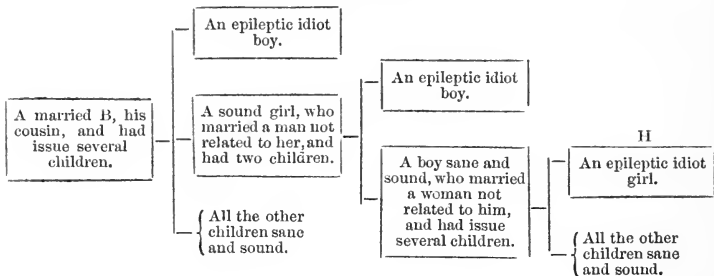 An epileptic idiot
boy.
A married B, his
cousin, and had
issue several
children.
A sound girl, who
married a man not
related to her, and
had two children.
All the other
children sane
and sound.
An epileptic idiot
boy.
A boy sane and
sound, who married
a woman not
related to him,
and had issue
several children.
H
An epileptic idiot
girl.
All the other
children sane
and sound.